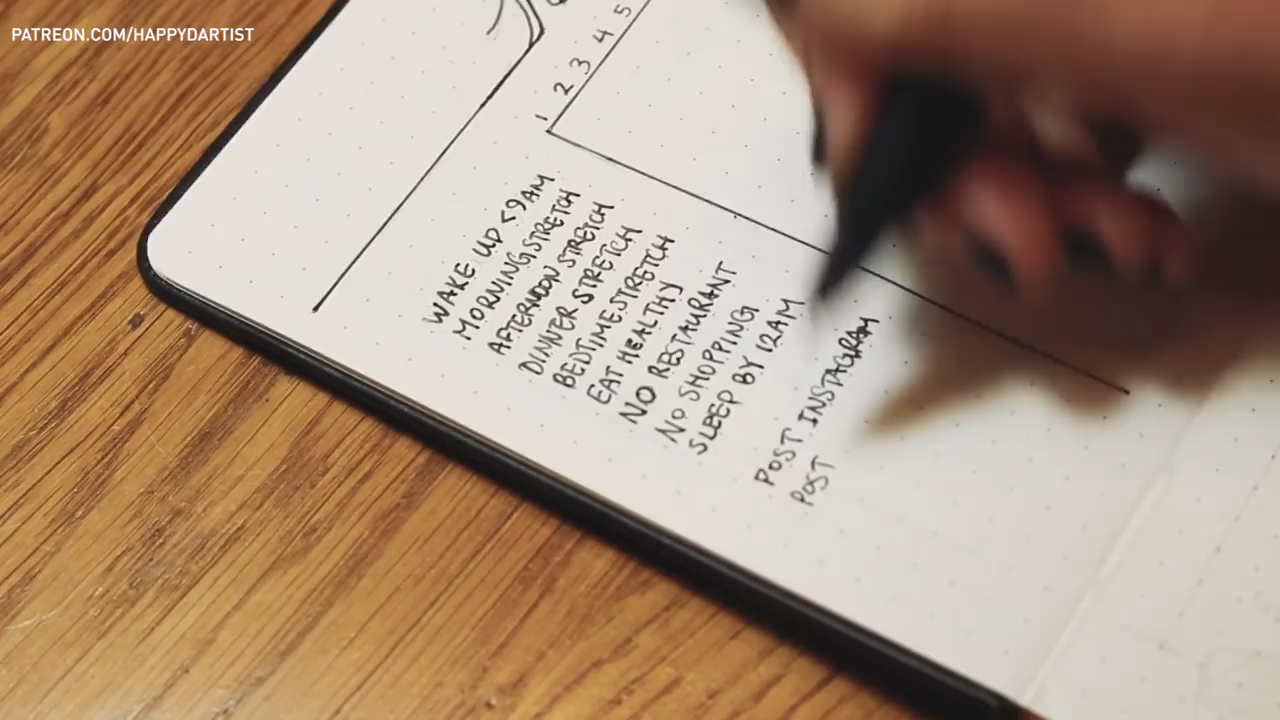 PATREON.COM/HAPPYDARTIST
1 2 3 4 5
WAKE UP <9AM
MORNING STRETCH
AFTERNOON STRETCH
DINNER STRETCH
BEDTIME STRETCH
EAT HEALTHY
NO RESTAURANT
NO SHOPPING
SLEEP BY 12AM
POST INSTAGRAM
POST